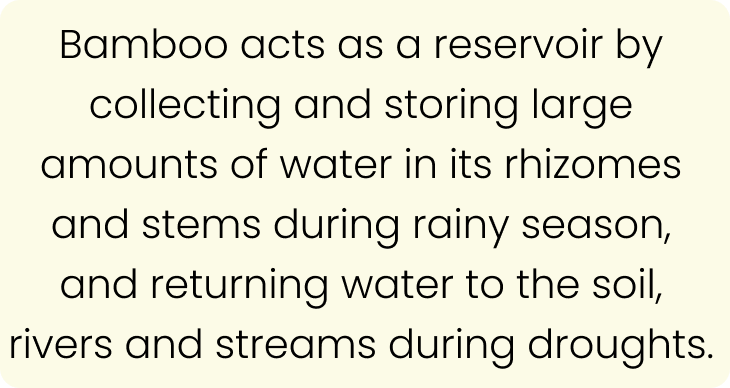 Bamboo acts as a reservoir by
collecting and storing large
amounts of water in its rhizomes
and stems during rainy season,
and returning water to the soil,
rivers and streams during droughts.